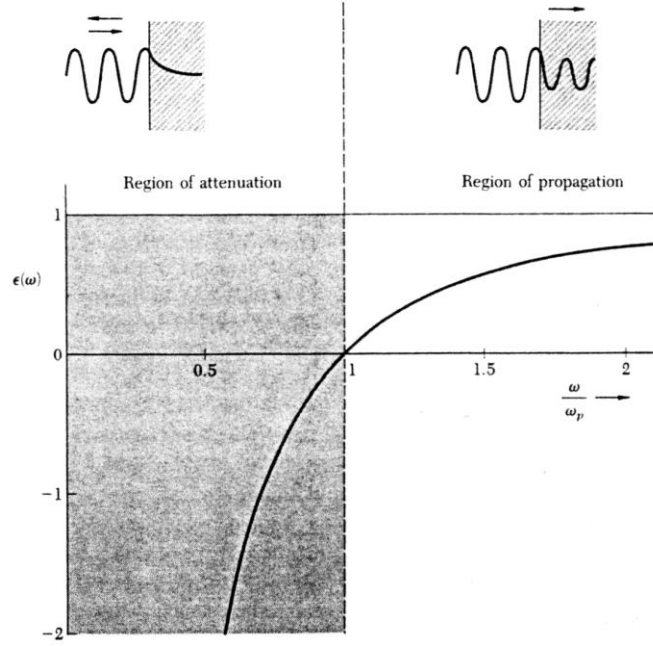 Region of attenuation
Region of propagation
1
ϵ(ω)
0
0.5
1
1.5
2
ω
ω_p
−1
−2